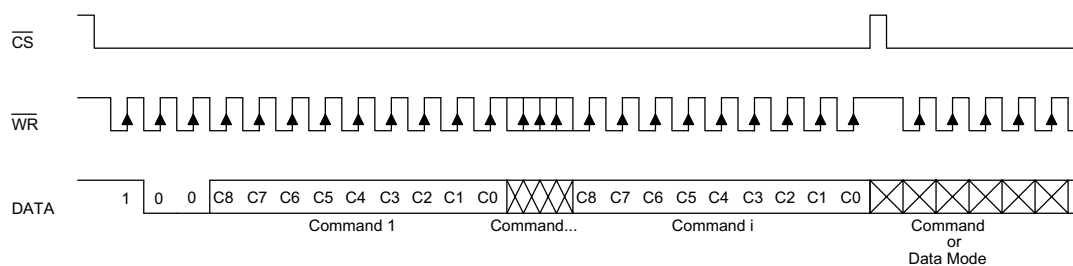 CS
WR
DATA 1 0 0 C8 C7 C6 C5 C4 C3 C2 C1 C0 C8 C7 C6 C5 C4 C3 C2 C1 C0
Command 1 Command... Command i Command
or
Data Mode